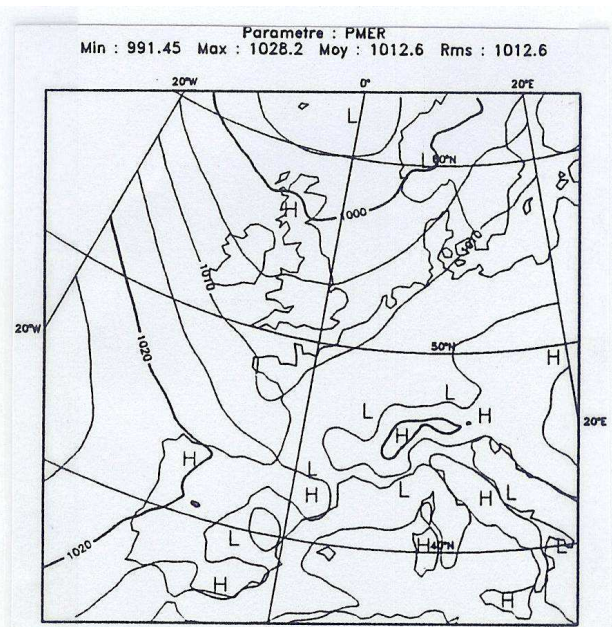 Parametre : PMER
Min : 991.45 Max : 1028.2 Moy : 1012.6 Rms : 1012.6
20°W 0° 20°E
L
L 60°N
H 1000
1010
20°W 1020 50°N H
L H 20°E
H
H L
H L H L
L
H 40°N L
1020
H H